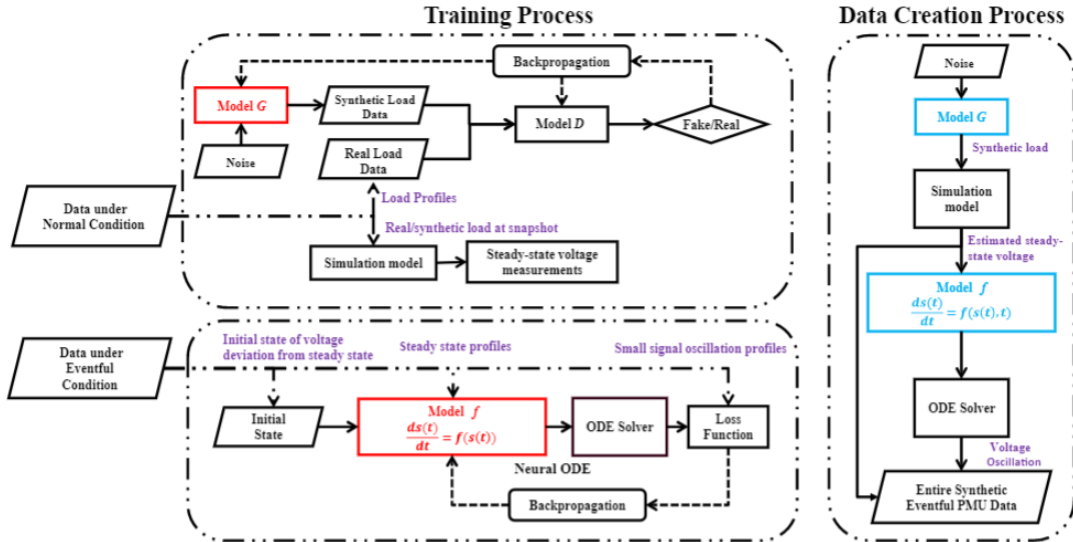 Training Process
Data Creation Process
Backpropagation
Model G
Synthetic Load
Data
Model D
Fake/Real
Noise
Real Load
Data
Load Profiles
Data under
Normal Condition
Real/synthetic load at snapshot
Simulation model
Steady-state voltage
measurements
Data under
Eventful
Condition
Initial state of voltage
deviation from steady state
Steady state profiles
Small signal oscillation profiles
Initial
State
Model f
ds(t)
dt
= f(s(t))
ODE Solver
Loss
Function
Neural ODE
Backpropagation
Noise
Model G
Synthetic load
Simulation
model
Estimated steady-
state voltage
Model f
ds(t)
dt
= f(s(t), t)
ODE Solver
Voltage
Oscillation
Entire Synthetic
Eventful PMU Data